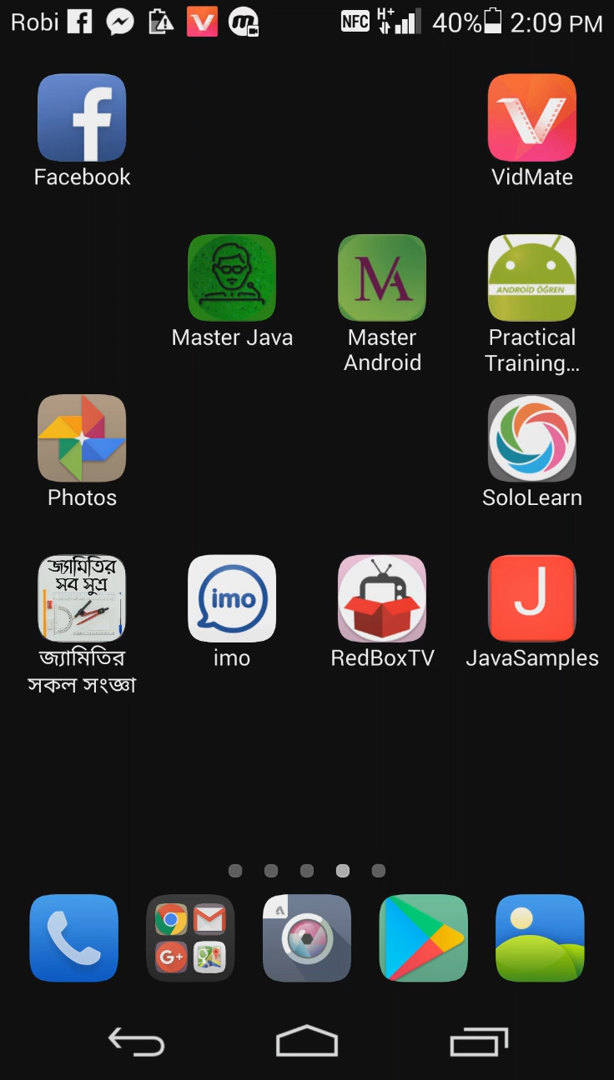 Robi NFC H+ 40% 2:09 PM
Facebook VidMate
ANDROİD ÖĞREN
Master Java Master Android Practical Training...
Photos SoloLearn
জ্যামিতির
সব সুত্র
imo J
জ্যামিতির সকল সংজ্ঞা imo RedBoxTV JavaSamples
G+